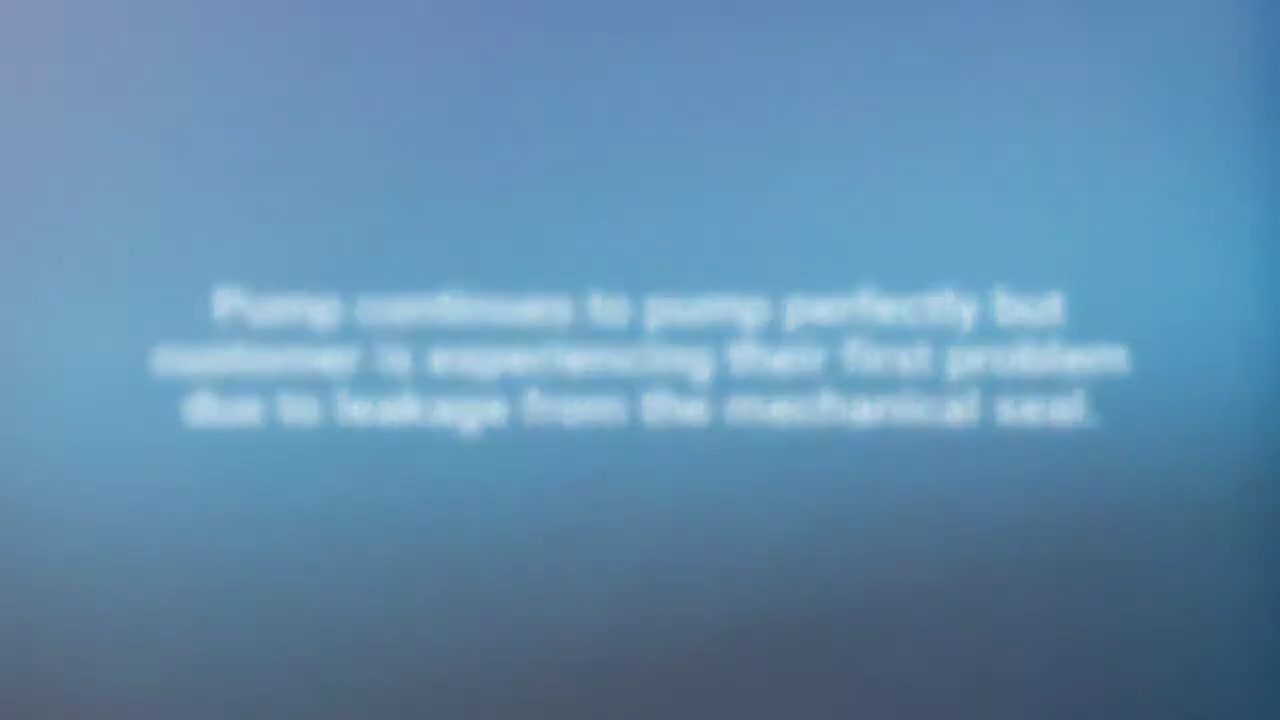 Pump continues to pump perfectly but
customer is experiencing their first problem
due to leakage from the mechanical seal.